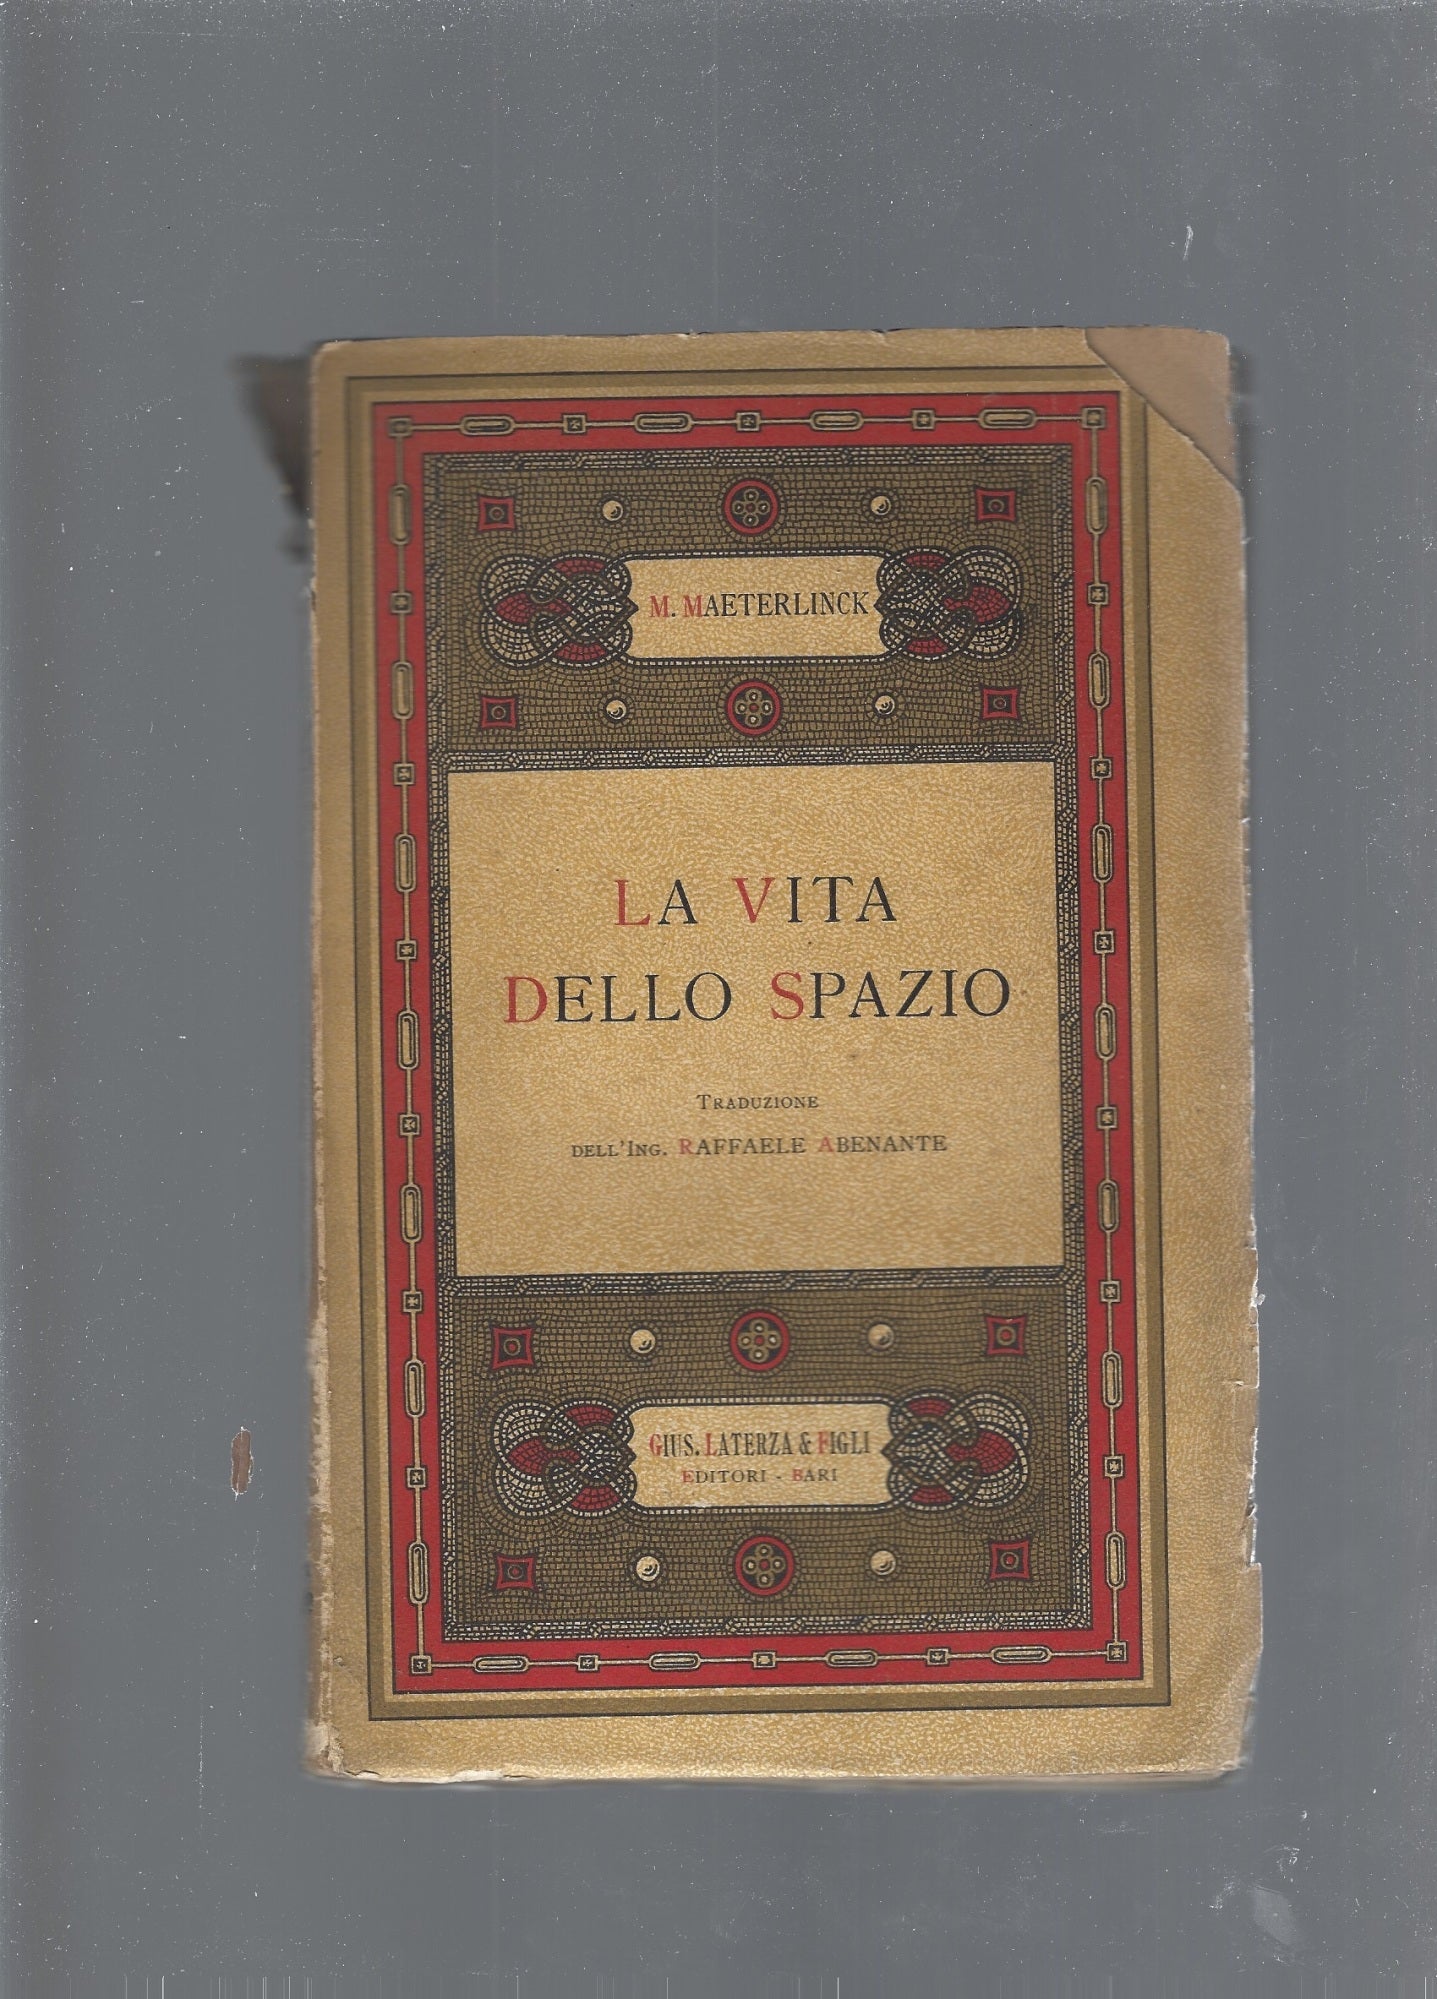 M. MAETERLINCK
LA VITA
DELLO SPAZIO
TRADUZIONE
DELL'ING. RAFFAELE ABENANTE
GIUS. LATERZA & FIGLI
EDITORI - BARI